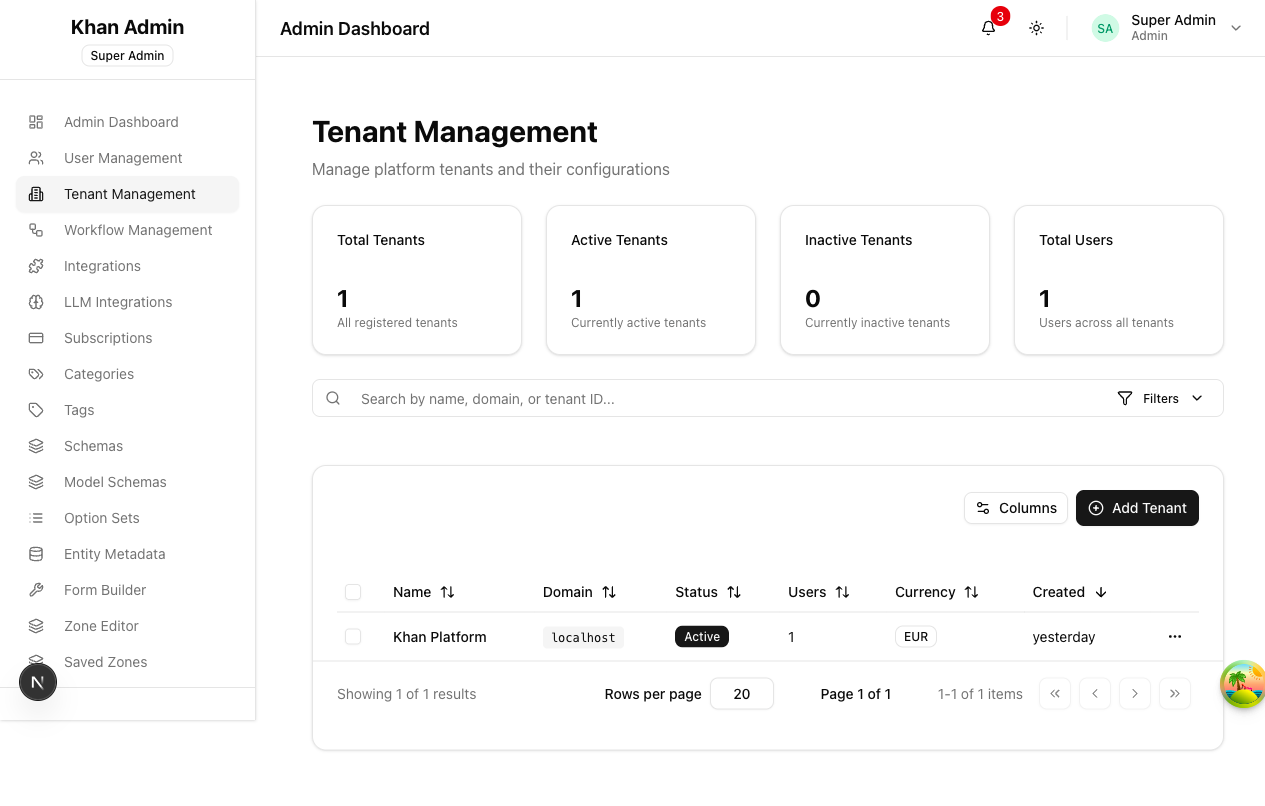 Khan Admin
Super Admin
Admin Dashboard
User Management
Tenant Management
Workflow Management
Integrations
LLM Integrations
Subscriptions
Categories
Tags
Schemas
Model Schemas
Option Sets
Entity Metadata
Form Builder
Zone Editor
Saved Zones
N
Admin Dashboard
3
SA
Super Admin
Admin
Tenant Management
Manage platform tenants and their configurations
Total Tenants
1
All registered tenants
Active Tenants
1
Currently active tenants
Inactive Tenants
0
Currently inactive tenants
Total Users
1
Users across all tenants
Search by name, domain, or tenant ID...
Filters
Columns
Add Tenant
Name Domain Status Users Currency Created
Khan Platform localhost Active 1 EUR yesterday
Showing 1 of 1 results Rows per page 20 Page 1 of 1 1-1 of 1 items